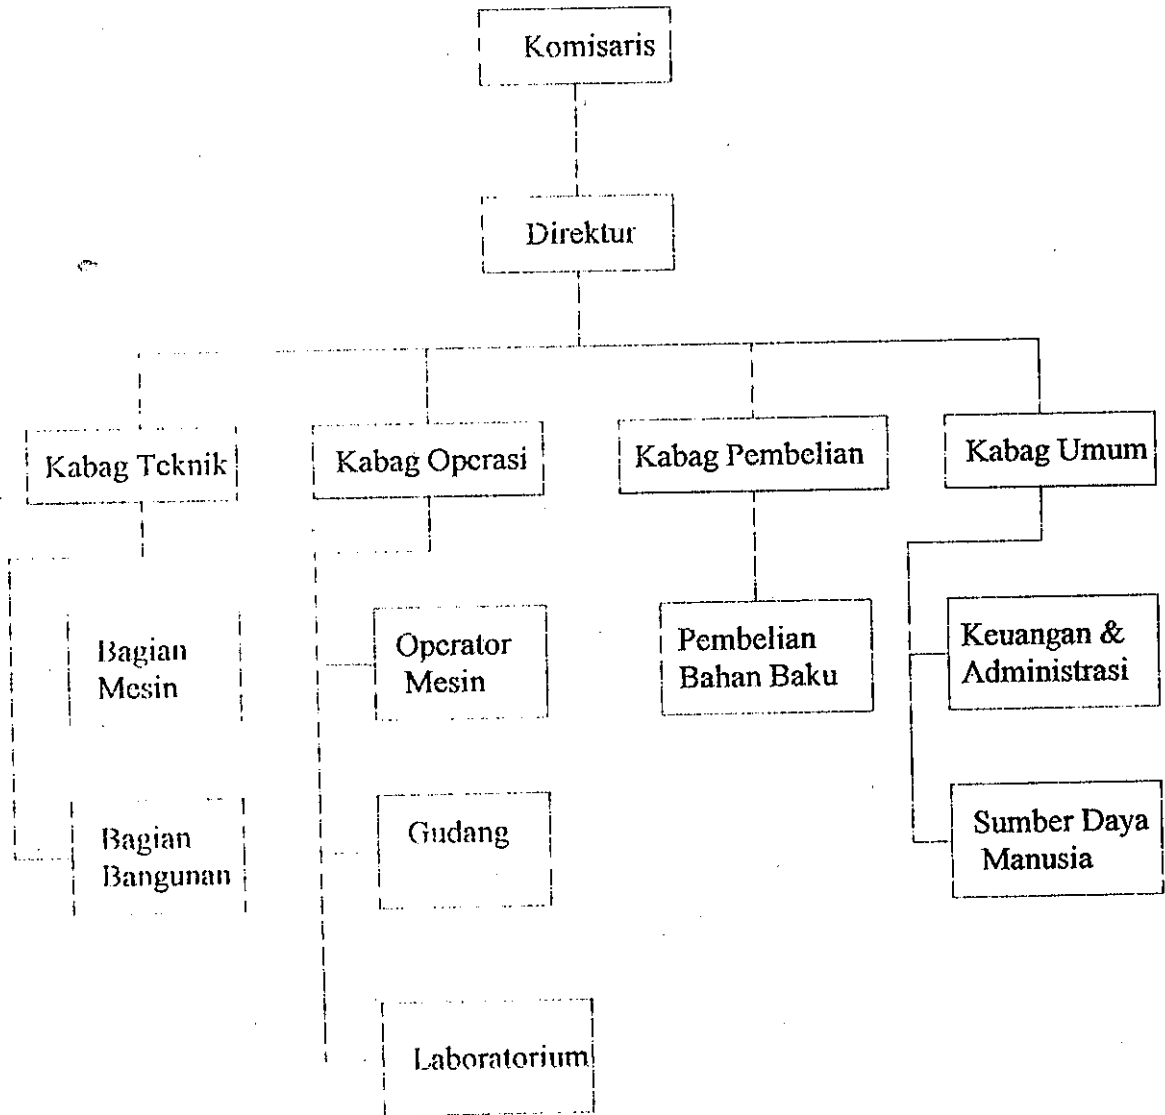 Komisaris
Direktur
Kabag Teknik
Kabag Operasi
Kabag Pembelian
Kabag Umum
Bagian
Mesin
Operator
Mesin
Pembelian
Bahan Baku
Keuangan &
Administrasi
Bagian
Bangunan
Gudang
Sumber Daya
Manusia
Laboratorium